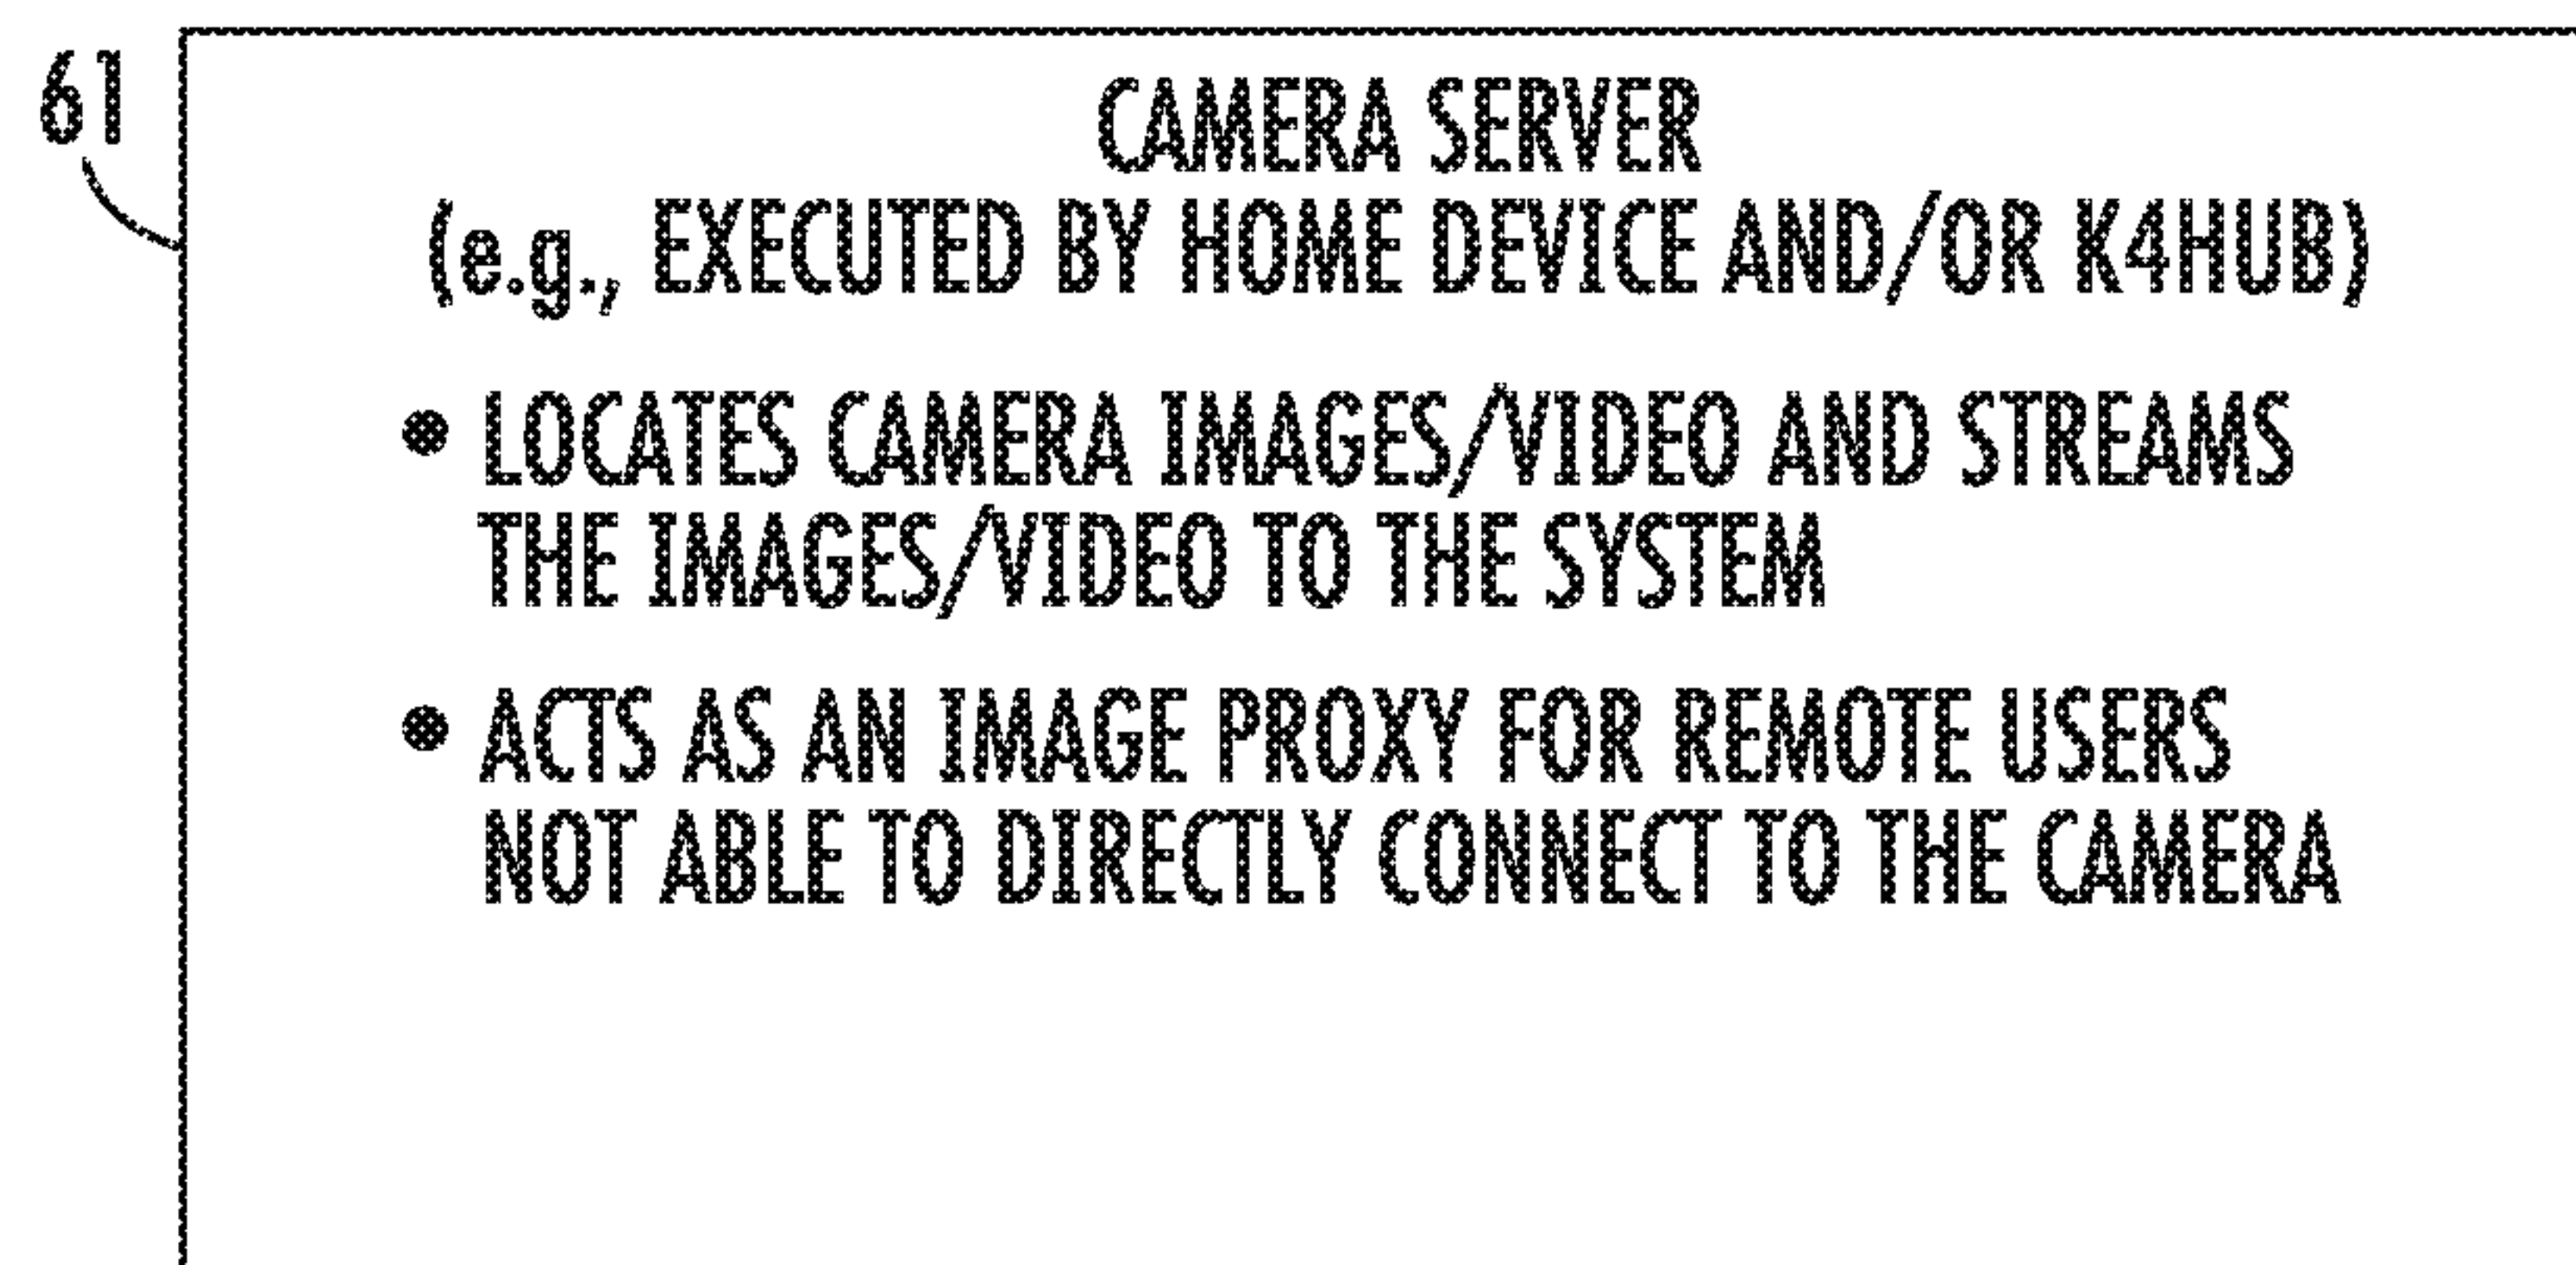 61
CAMERA SERVER
(e.g., EXECUTED BY HOME DEVICE AND/OR K4HUB)
• LOCATES CAMERA IMAGES/VIDEO AND STREAMS
THE IMAGES/VIDEO TO THE SYSTEM
• ACTS AS AN IMAGE PROXY FOR REMOTE USERS
NOT ABLE TO DIRECTLY CONNECT TO THE CAMERA